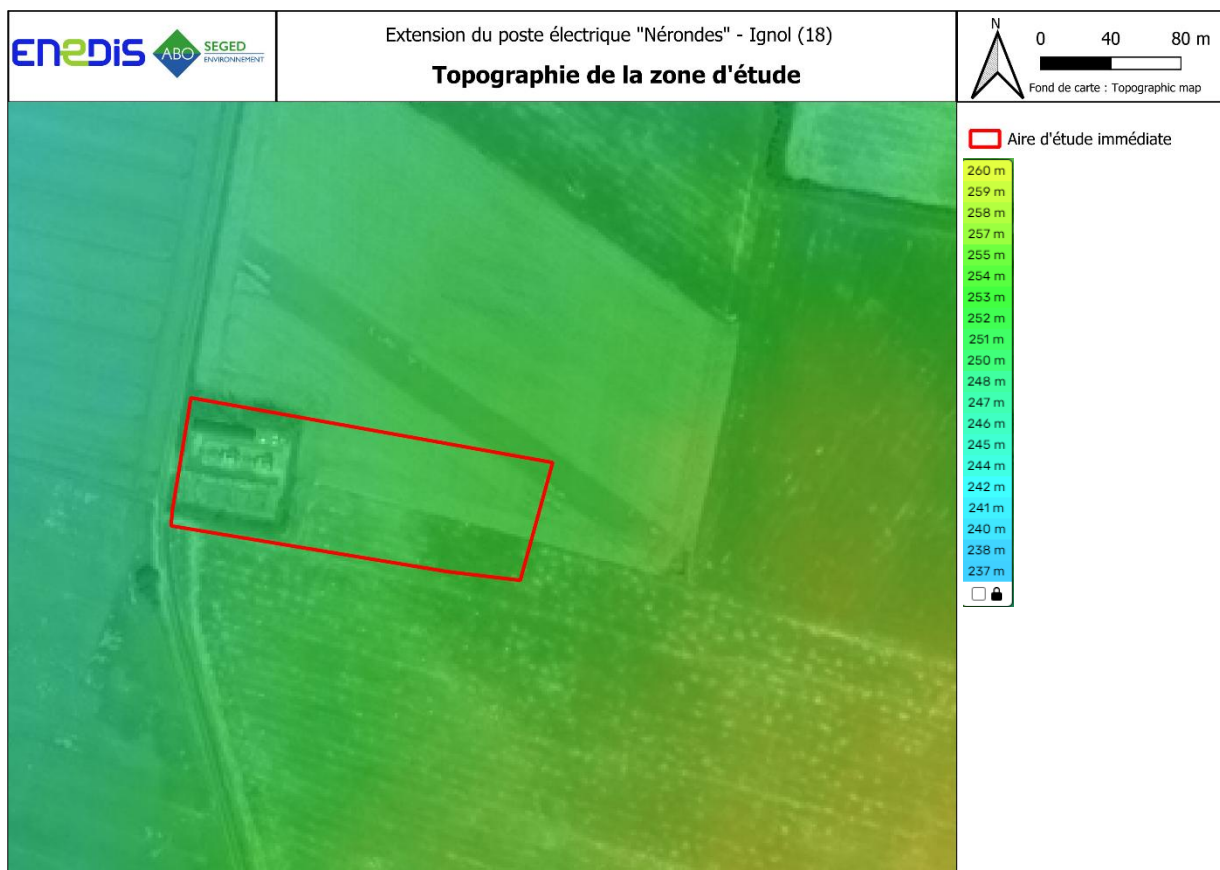 ENEDIS
ABO
SEGED
ENVIRONNEMENT
Extension du poste électrique "Nérondes" - Ignol (18)
Topographie de la zone d'étude
N
0 40 80 m
Fond de carte : Topographic map
Aire d'étude immédiate
260 m
259 m
258 m
257 m
255 m
254 m
253 m
252 m
251 m
250 m
248 m
247 m
246 m
245 m
244 m
242 m
241 m
240 m
238 m
237 m